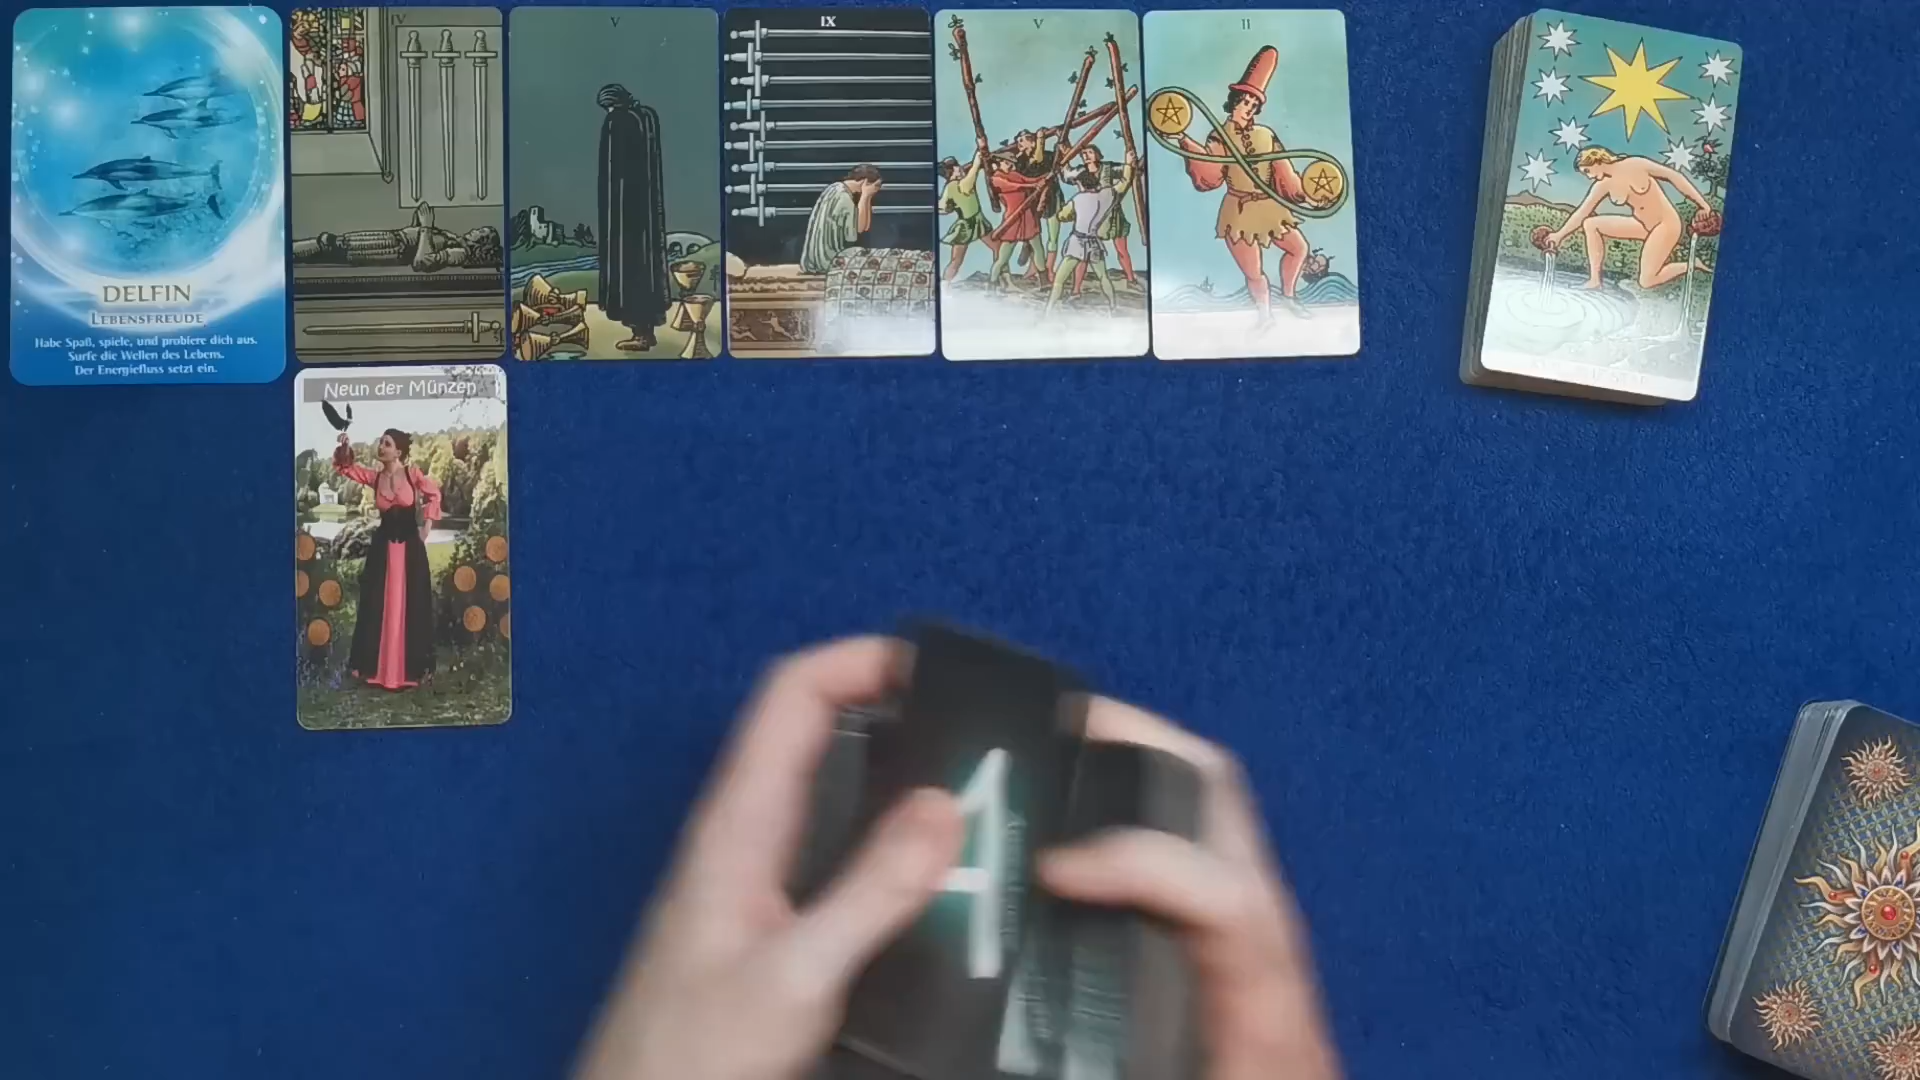 DELFIN
LEBENSFREUDE
Habe Spaß, spiele, und probiere dich aus.
Surfe die Wellen des Lebens.
Der Energiefluss setzt ein.
IV
V
IX
V
II
Neun der Münzen
4